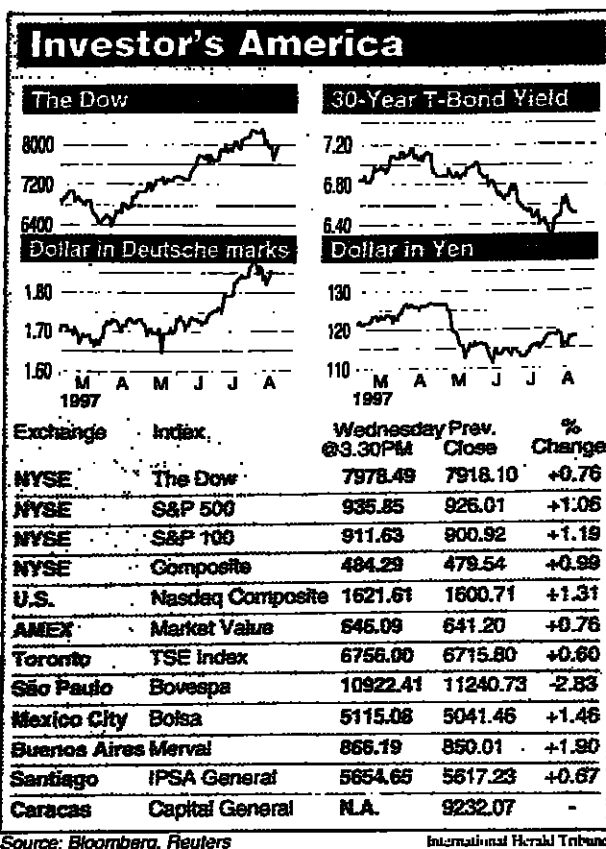 Investor's America
The Dow
30-Year T-Bond Yield
8000
7200
6400
7.20
6.80
6.40
Dollar in Deutsche marks
Dollar in Yen
1.80
1.70
1.60
M A M J J A
1997
130
120
110
M A M J J A
1997
Exchange Index Wednesday Prev. %
@3.30PM Close Change
NYSE The Dow 7978.49 7918.10 +0.76
NYSE S&P 500 935.85 926.01 +1.06
NYSE S&P 100 911.63 900.92 +1.19
NYSE Composite 484.29 479.54 +0.99
U.S. Nasdaq Composite 1621.61 1600.71 +1.31
AMEX Market Value 646.09 641.20 +0.76
Toronto TSE Index 6756.00 6715.80 +0.60
São Paulo Bovespa 10922.41 11240.73 -2.83
Mexico City Bolsa 5115.08 5041.46 +1.46
Buenos Aires Merval 866.19 850.01 +1.90
Santiago IPSA General 5654.65 5617.23 +0.67
Caracas Capital General N.A. 9232.07 -
Source: Bloomberg, Reuters
International Herald Tribune